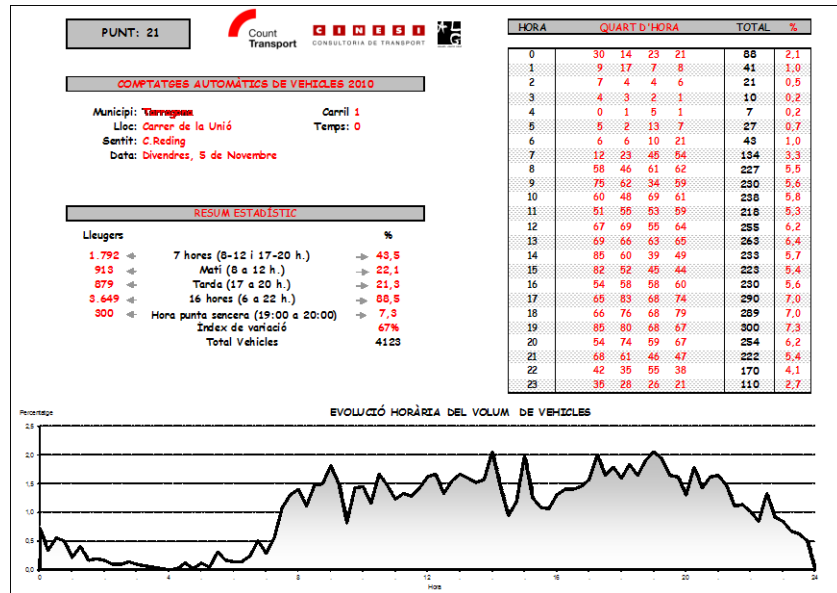 PUNT: 21
Count
Transport
CINESI
CONSULTORIA DE TRANSPORT
COMPTATGES AUTOMÀTICS DE VEHICLES 2010
Municipi: Carril 1
Lloc: Carrer de la Unió Temps: 0
Sentit: C.Reding
Data: Divendres, 5 de Novembre
RESUM ESTADÍSTIC
Lleugers %
1.792 7 hores (8-12 i 17-20 h.) 43,5
913 Matí (8 a 12 h.) 22,1
879 Tarda (17 a 20 h.) 21,3
3.649 16 hores (6 a 22 h.) 88,5
300 Hora punta sencera (19:00 a 20:00) 7,3
Índex de variació 67%
Total Vehicles 4123
HORA QUART D'HORA TOTAL %
0 30 14 23 21 88 2,1
1 9 17 7 8 41 1,0
2 7 4 4 6 21 0,5
3 4 3 2 1 10 0,2
4 0 1 5 1 7 0,2
5 5 2 13 7 27 0,7
6 6 6 10 21 43 1,0
7 12 23 45 54 134 3,3
8 58 46 61 62 227 5,5
9 75 62 34 59 230 5,6
10 60 48 69 61 238 5,8
11 51 55 53 59 218 5,3
12 67 69 55 64 255 6,2
13 69 66 63 65 263 6,4
14 85 60 39 49 233 5,7
15 82 52 45 44 223 5,4
16 54 58 58 60 230 5,6
17 65 83 68 74 290 7,0
18 66 76 68 79 289 7,0
19 85 80 68 67 300 7,3
20 54 74 59 67 254 6,2
21 68 61 46 47 222 5,4
22 42 35 55 38 170 4,1
23 35 28 26 21 110 2,7
EVOLUCIÓ HORÀRIA DEL VOLUM DE VEHICLES
Percentatge
2,5
2,0
1,5
1,0
0,5
0,0
0 4 8 12 16 20 24
Hora